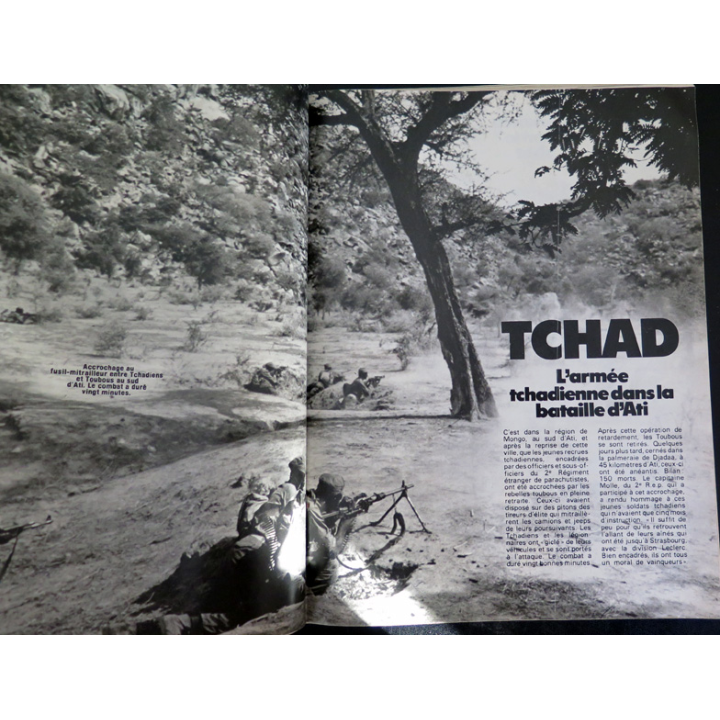 Accrochage au
fusil-mitrailleur entre Tchadiens
et Toubous au sud
d'Ati. Le combat a duré
vingt minutes.
TCHAD
L'armée
tchadienne dans la
bataille d'Ati
C'est dans la région de
Mongo, au sud d'Ati, et
après la reprise de cette
ville, que les jeunes recrues
tchadiennes, encadrées
par des officiers et sous-of-
ficiers du 2e Régiment
étranger de parachutistes,
ont été accrochées par les
rebelles toubous en pleine
retraite. Ceux-ci avaient
disposé sur des pitons des
tireurs d'élite qui mitraillè-
rent les camions et jeeps
de leurs poursuivants. Les
Tchadiens et les légion-
naires ont «giclé» de leurs
véhicules et se sont portés
à l'attaque. Le combat a
duré vingt bonnes minutes.
Après cette opération de
retardement, les Toubous
se sont retirés. Quelques
jours plus tard, cernés dans
la palmeraie de Djadaa, à
45 kilomètres d'Ati, ceux-ci
ont été anéantis. Bilan:
150 morts. Le capitaine
Molle, du 2e R.e.p. qui a
participé à cet accrochage,
a rendu hommage à ces
jeunes soldats tchadiens
qui n'avaient que cinq mois
d'instruction. «Il suffit de
peu pour qu'ils retrouvent
l'allant de leurs aînés qui
ont été jusqu'à Strasbourg
avec la division Leclerc.
Bien encadrés, ils ont tous
un moral de vainqueurs»